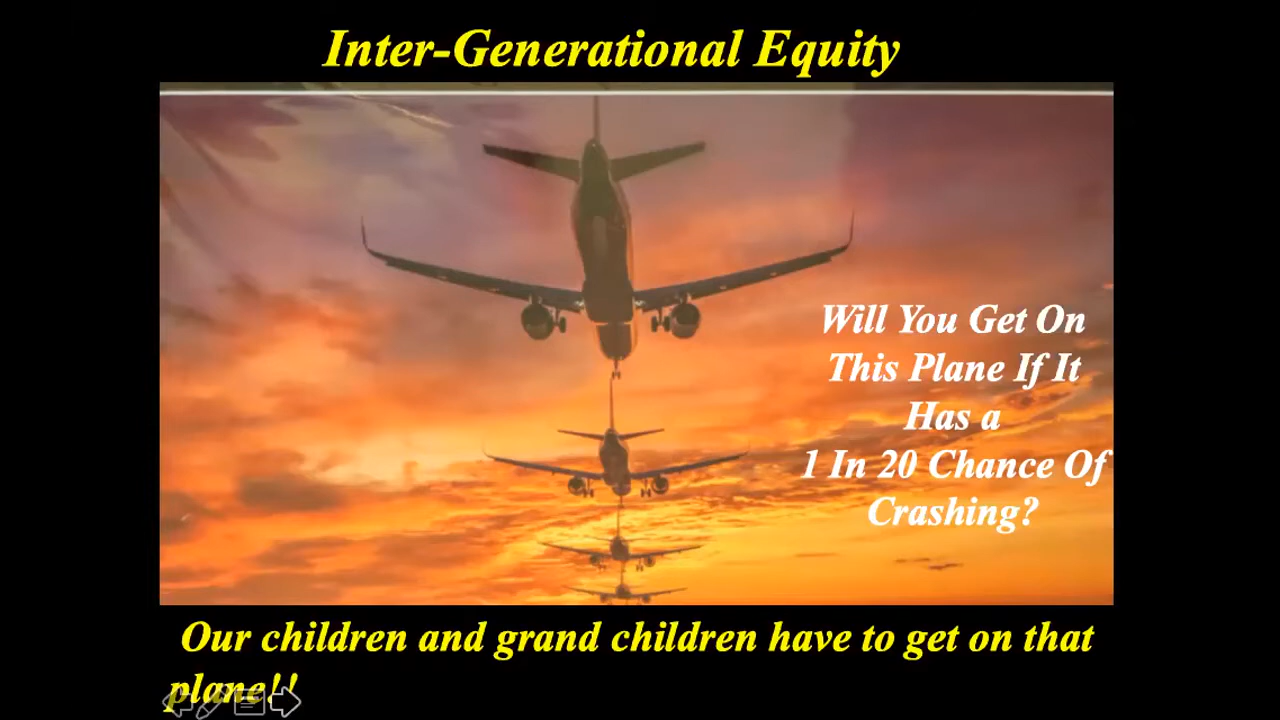 Inter-Generational Equity
Will You Get On
This Plane If It
Has a
1 In 20 Chance Of
Crashing?
Our children and grand children have to get on that
plane!!